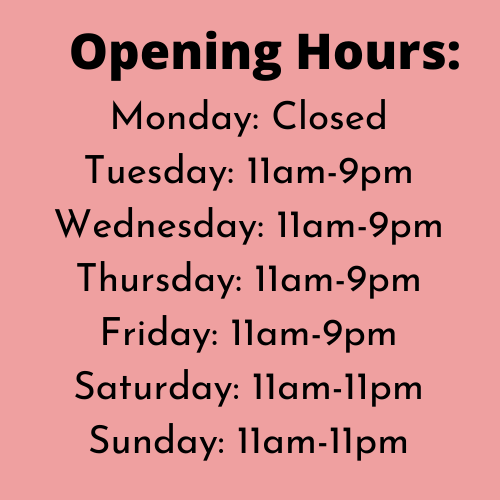 Opening Hours:
Monday: Closed
Tuesday: 11am-9pm
Wednesday: 11am-9pm
Thursday: 11am-9pm
Friday: 11am-9pm
Saturday: 11am-11pm
Sunday: 11am-11pm